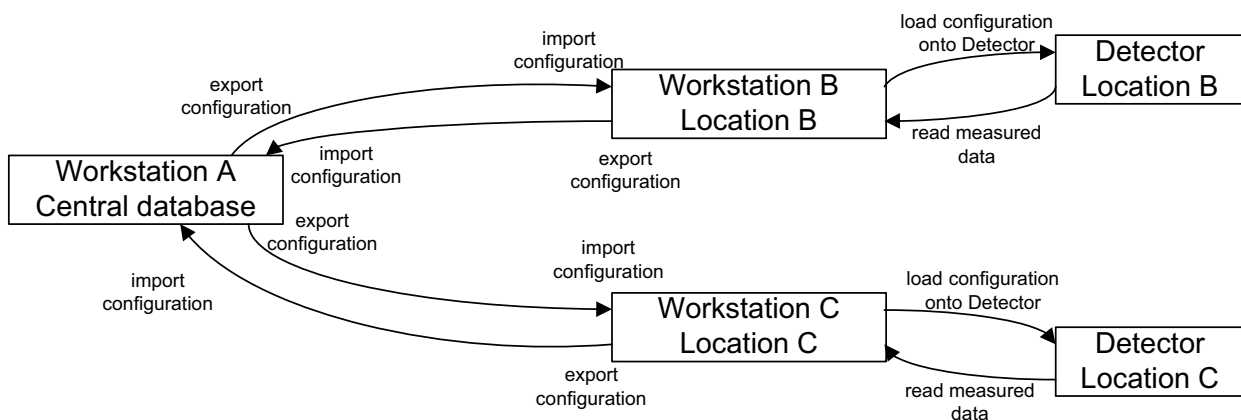 load configuration
onto Detector
import
configuration
Detector
Location B
Workstation B
Location B
export
configuration
read measured
data
import
configuration
export
configuration
Workstation A
Central database
export
configuration
import
configuration
import
configuration
load configuration
onto Detector
Workstation C
Location C
Detector
Location C
export
configuration
read measured
data